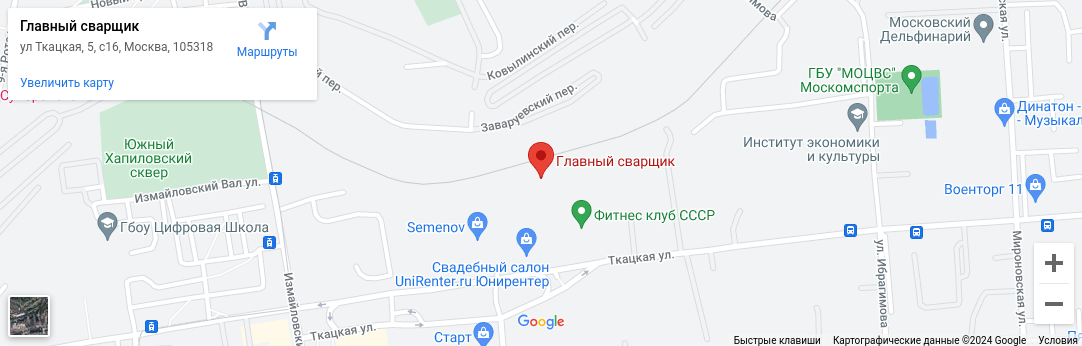 Главный сварщик
ул Ткацкая, 5, с16, Москва, 105318
Маршруты
Увеличить карту
Ковылинский пер.
Заваруевский пер.
Московский
Дельфинарий
ГБУ "МОЦВС"
Москомспорта
Динатон -
- Музыкал
Институт экономики
и культуры
Южный
Хапиловский
сквер
Измайловский Вал ул.
Главный сварщик
Военторг 11
Гбоу Цифровая Школа
Semenov
Фитнес клуб СССР
Свадебный салон
UniRenter.ru Юнирентер
Ткацкая ул.
ул. Ибрагимова
Мироновская ул.
Ткацкая ул.
Старт
Google
Быстрые клавиши
Картографические данные ©2024 Google
Условия